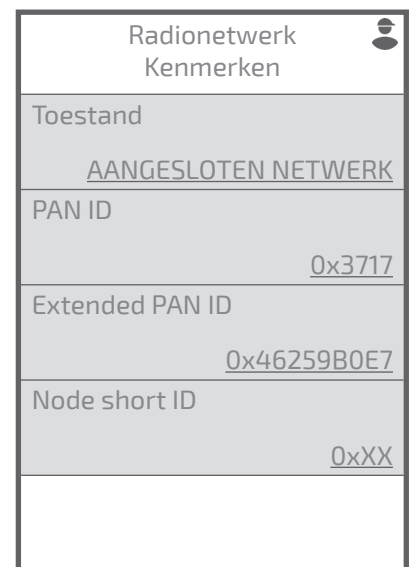 Radionetwerk
Kenmerken
Toestand
AANGESLOTEN NETWERK
PAN ID
0x3717
Extended PAN ID
0x46259B0E7
Node short ID
0xXX